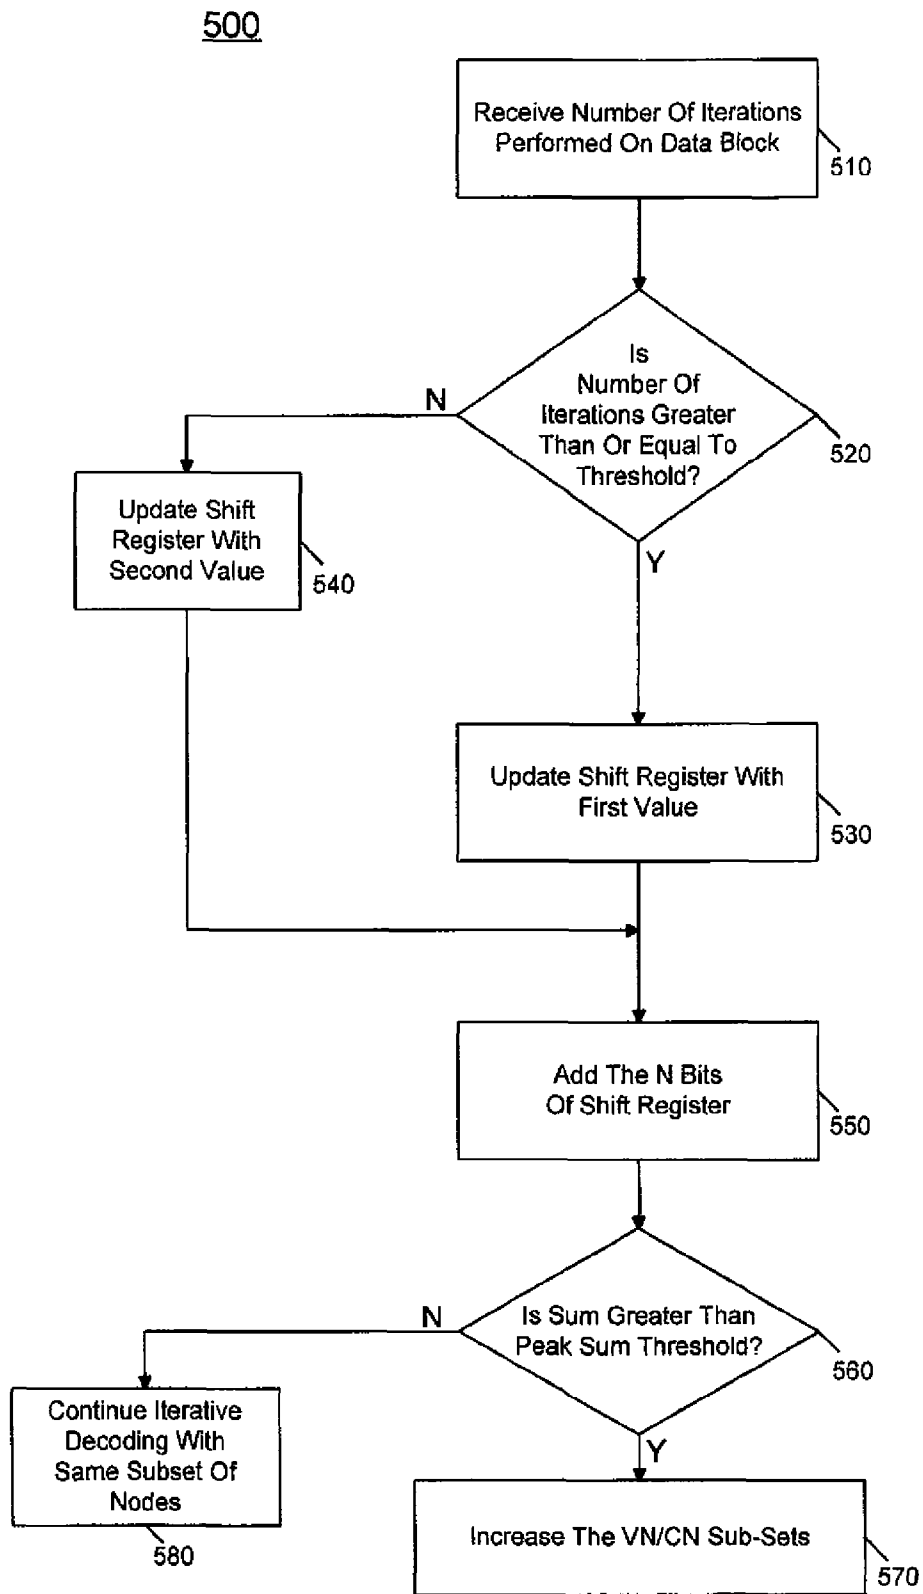 500
Receive Number Of Iterations
Performed On Data Block
510
Is
Number Of
Iterations Greater
Than Or Equal To
Threshold?
520
N
Y
Update Shift
Register With
Second Value
540
Update Shift Register With
First Value
530
Add The N Bits
Of Shift Register
550
Is Sum Greater Than
Peak Sum Threshold?
560
N
Y
Continue Iterative
Decoding With
Same Subset Of
Nodes
580
Increase The VN/CN Sub-Sets
570